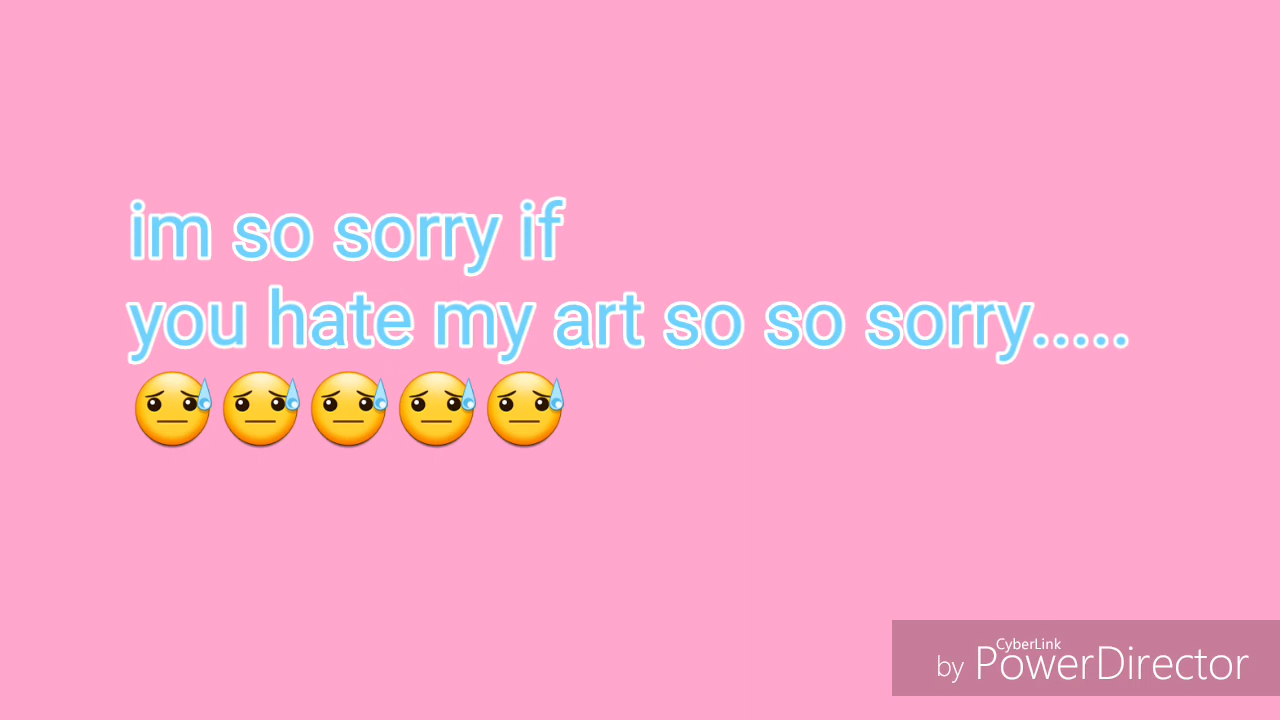 im so sorry if
you hate my art so so sorry.....
😓😓😓😓😓
CyberLink
by PowerDirector